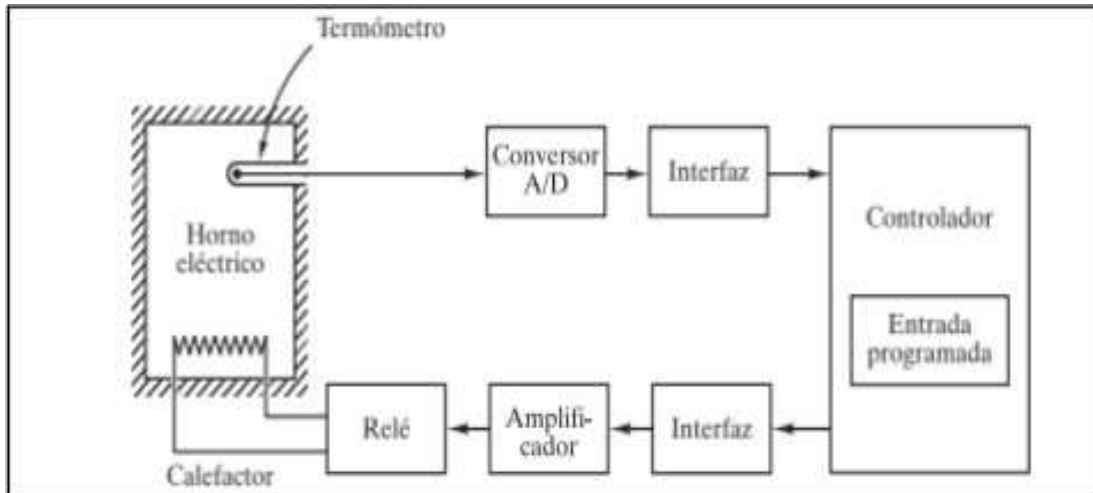 Termómetro
Conversor
A/D
Interfaz
Controlador
Horno
eléctrico
Entrada
programada
Relé
Amplifi-
cador
Interfaz
Calefactor